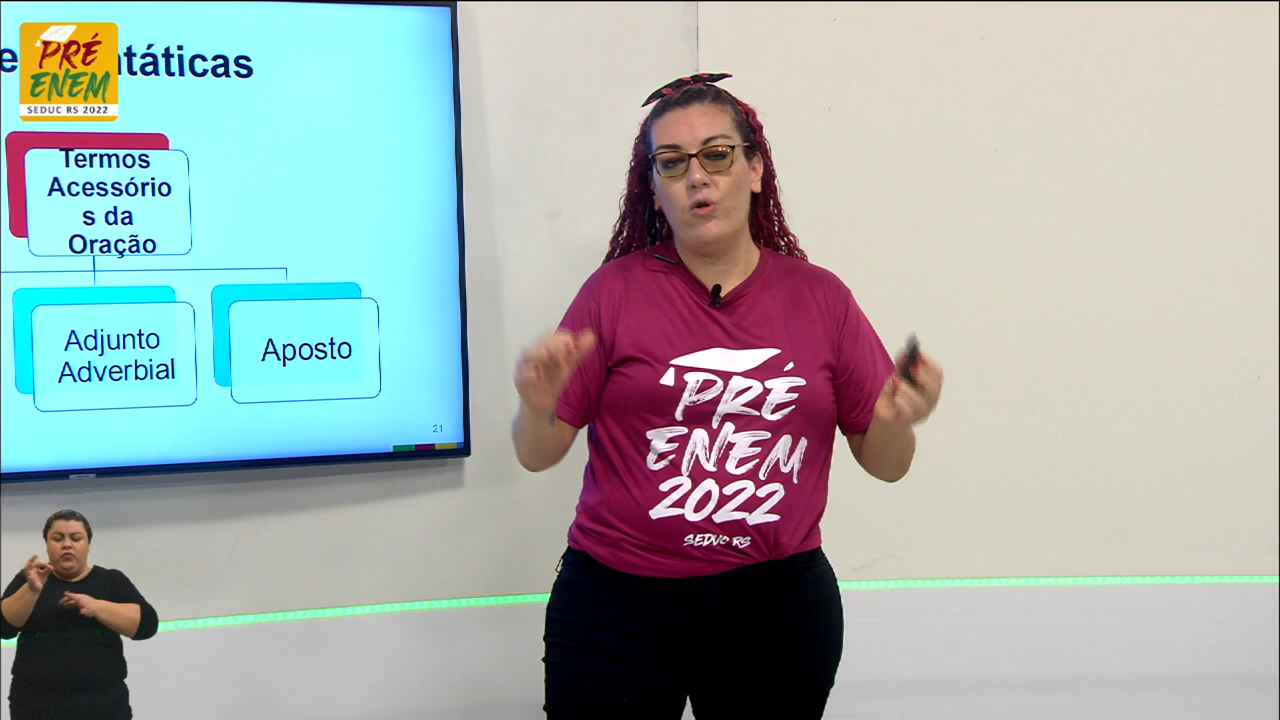 PRÉ
ENEM
SEDUC RS 2022
táticas
Termos
Acessório
s da
Oração
Adjunto
Adverbial
Aposto
21
PRÉ
ENEM
2022
SEDUC RS